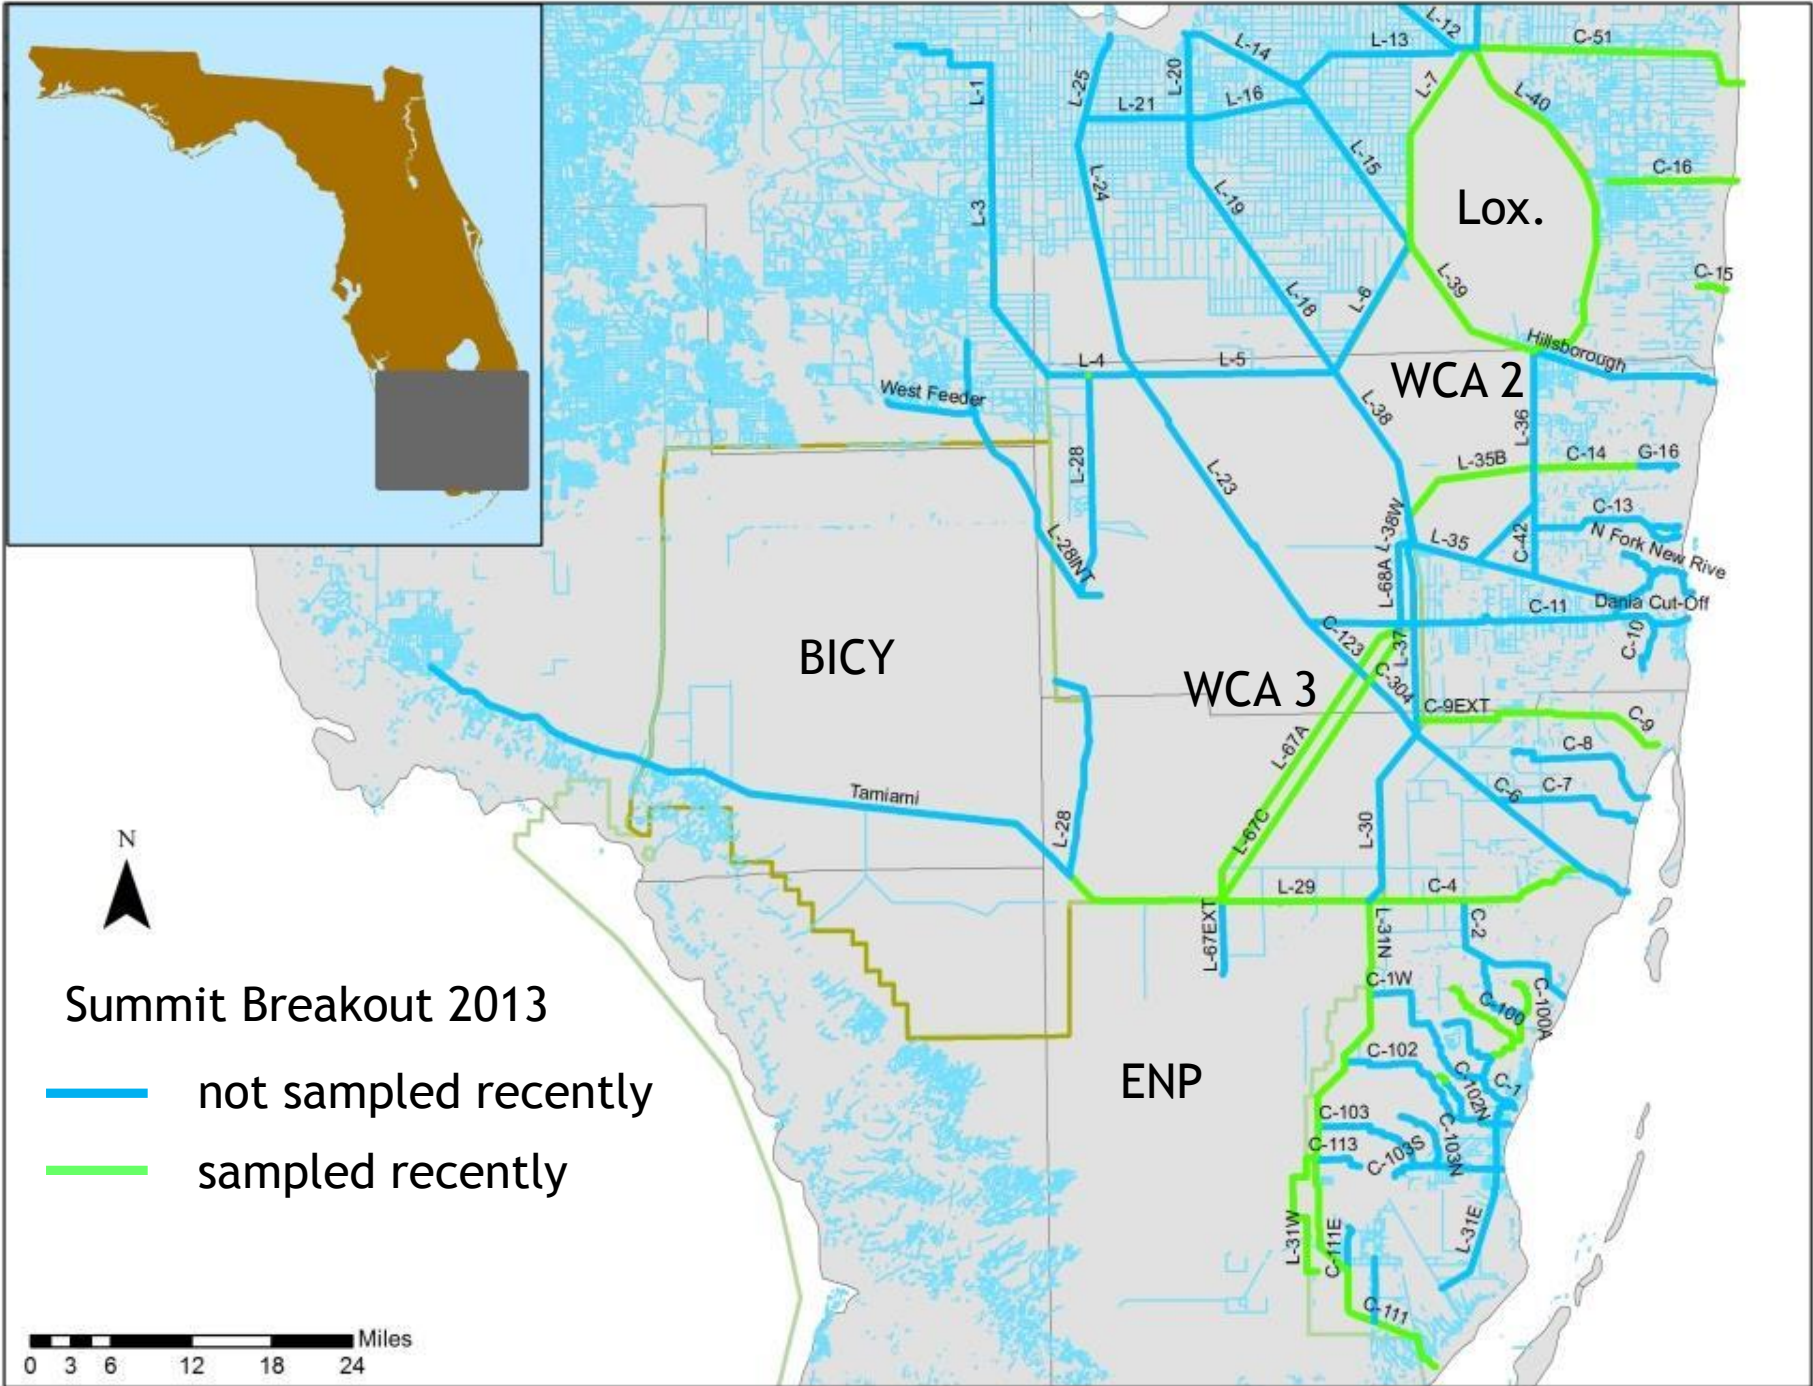 L-12
L-14
L-13
C-51
L-1
L-25
L-20
L-7
L-21
L-16
L-40
L-15
C-16
L-24
L-3
L-19
Lox.
L-39
C-15
L-18
L-6
Hillsborough
L-4
L-5
WCA 2
West Feeder
L-38
L-36
L-28
L-23
L-35B
C-14
G-16
C-13
L-38W
L-28INT
L-35
C-42
N Fork New Rive
L-68A
C-11
Dania Cut-Off
C-123
C-10
L-37
BICY
WCA 3
C-304
C-9EXT
C-9
L-67A
C-8
Tamiami
C-6
C-7
L-28
L-67C
L-30
N
L-29
C-4
L-67EXT
L-31N
C-2
C-1W
Summit Breakout 2013
C-100
C-100A
C-102
ENP
not sampled recently
C-102N
C-1
C-103
C-103N
C-113
C-103S
sampled recently
L-31W
C-111E
L-31E
C-111
Miles
0 3 6 12 18 24